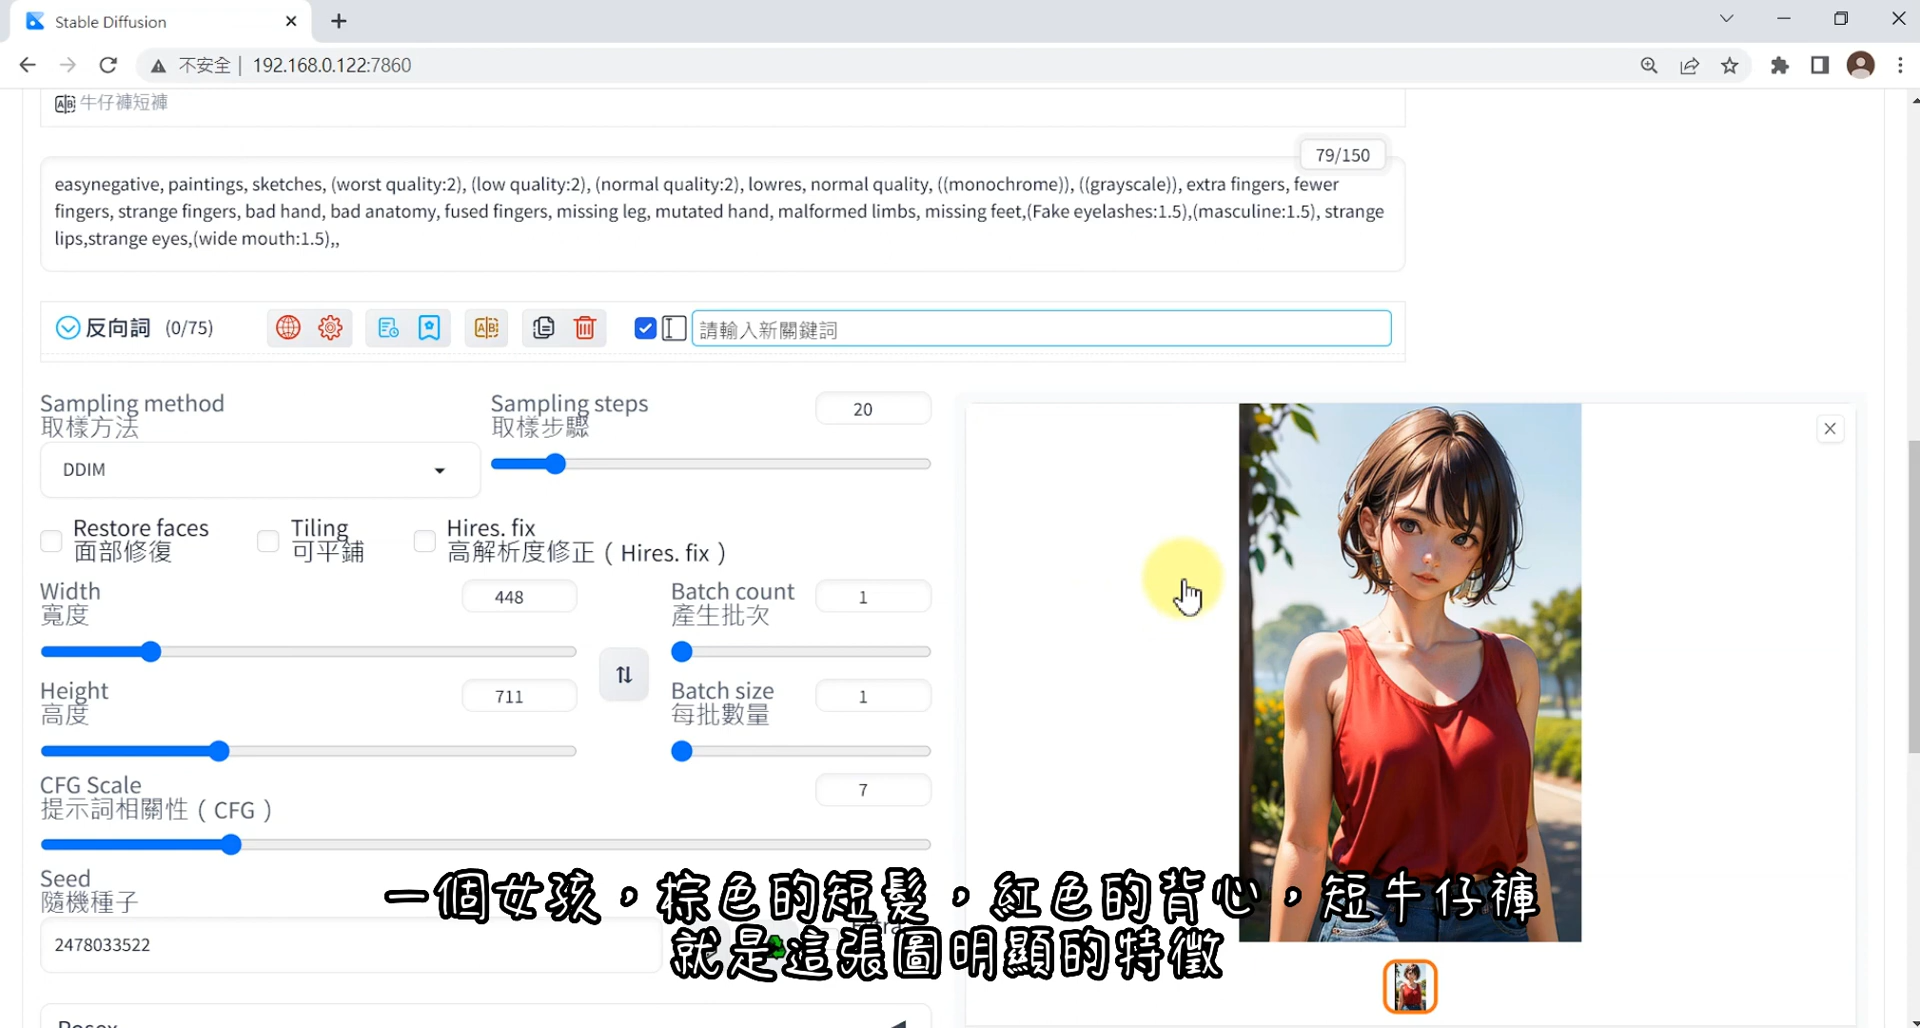 Stable Diffusion
不安全 | 192.168.0.122:7860
牛仔褲短褲
79/150
easynegative, paintings, sketches, (worst quality:2), (low quality:2), (normal quality:2), lowres, normal quality, ((monochrome)), ((grayscale)), extra fingers, fewer
fingers, strange fingers, bad hand, bad anatomy, fused fingers, missing leg, mutated hand, malformed limbs, missing feet,(Fake eyelashes:1.5),(masculine:1.5), strange
lips,strange eyes,(wide mouth:1.5),,
反向詞 (0/75)
請輸入新關鍵詞
Sampling method
取樣方法
DDIM
Sampling steps
取樣步驟
20
Restore faces
面部修復
Tiling
可平鋪
Hires. fix
高解析度修正 ( Hires. fix )
Width
寬度
448
Batch count
產生批次
1
Height
高度
711
Batch size
每批數量
1
CFG Scale
提示詞相關性 ( CFG )
7
Seed
隨機種子
2478033522
一個女孩，棕色的短髮，紅色的背心，短牛仔褲
就是這張圖明顯的特徵